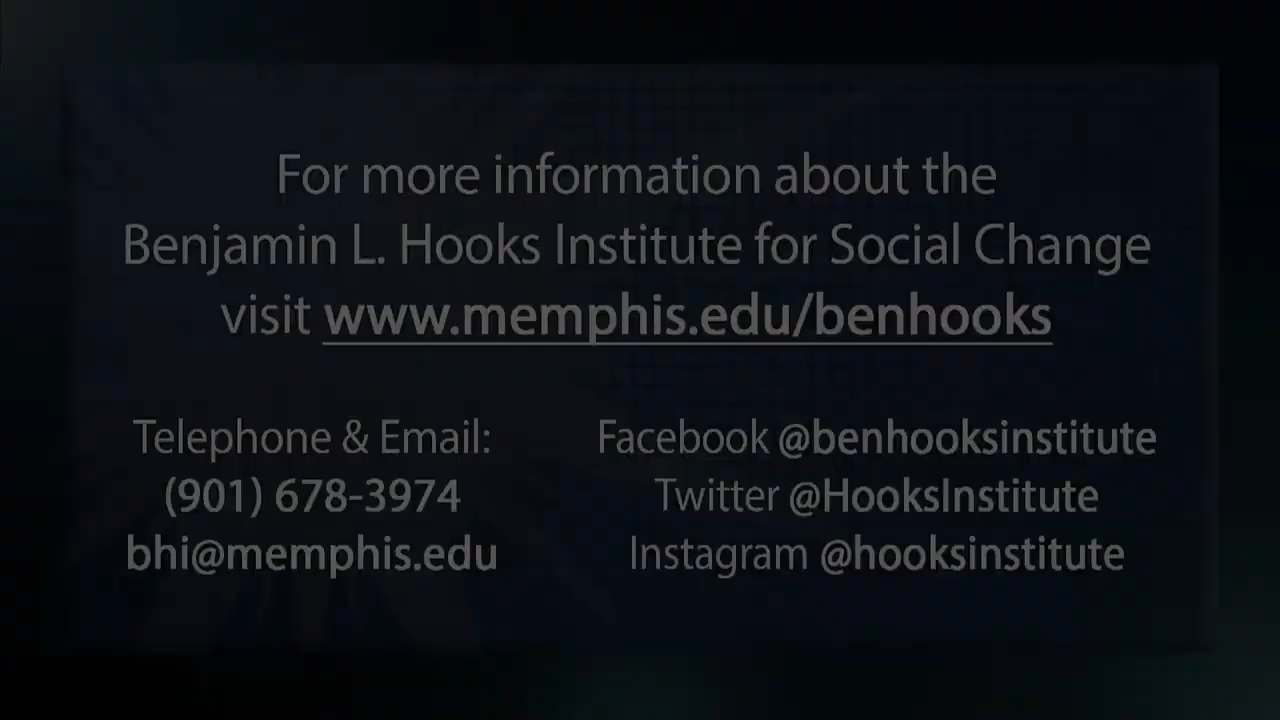 For more information about the
Benjamin L. Hooks Institute for Social Change
visit www.memphis.edu/benhooks
Telephone & Email:
(901) 678-3974
bhi@memphis.edu
Facebook @benhooksinstitute
Twitter @HooksInstitute
Instagram @hooksinstitute